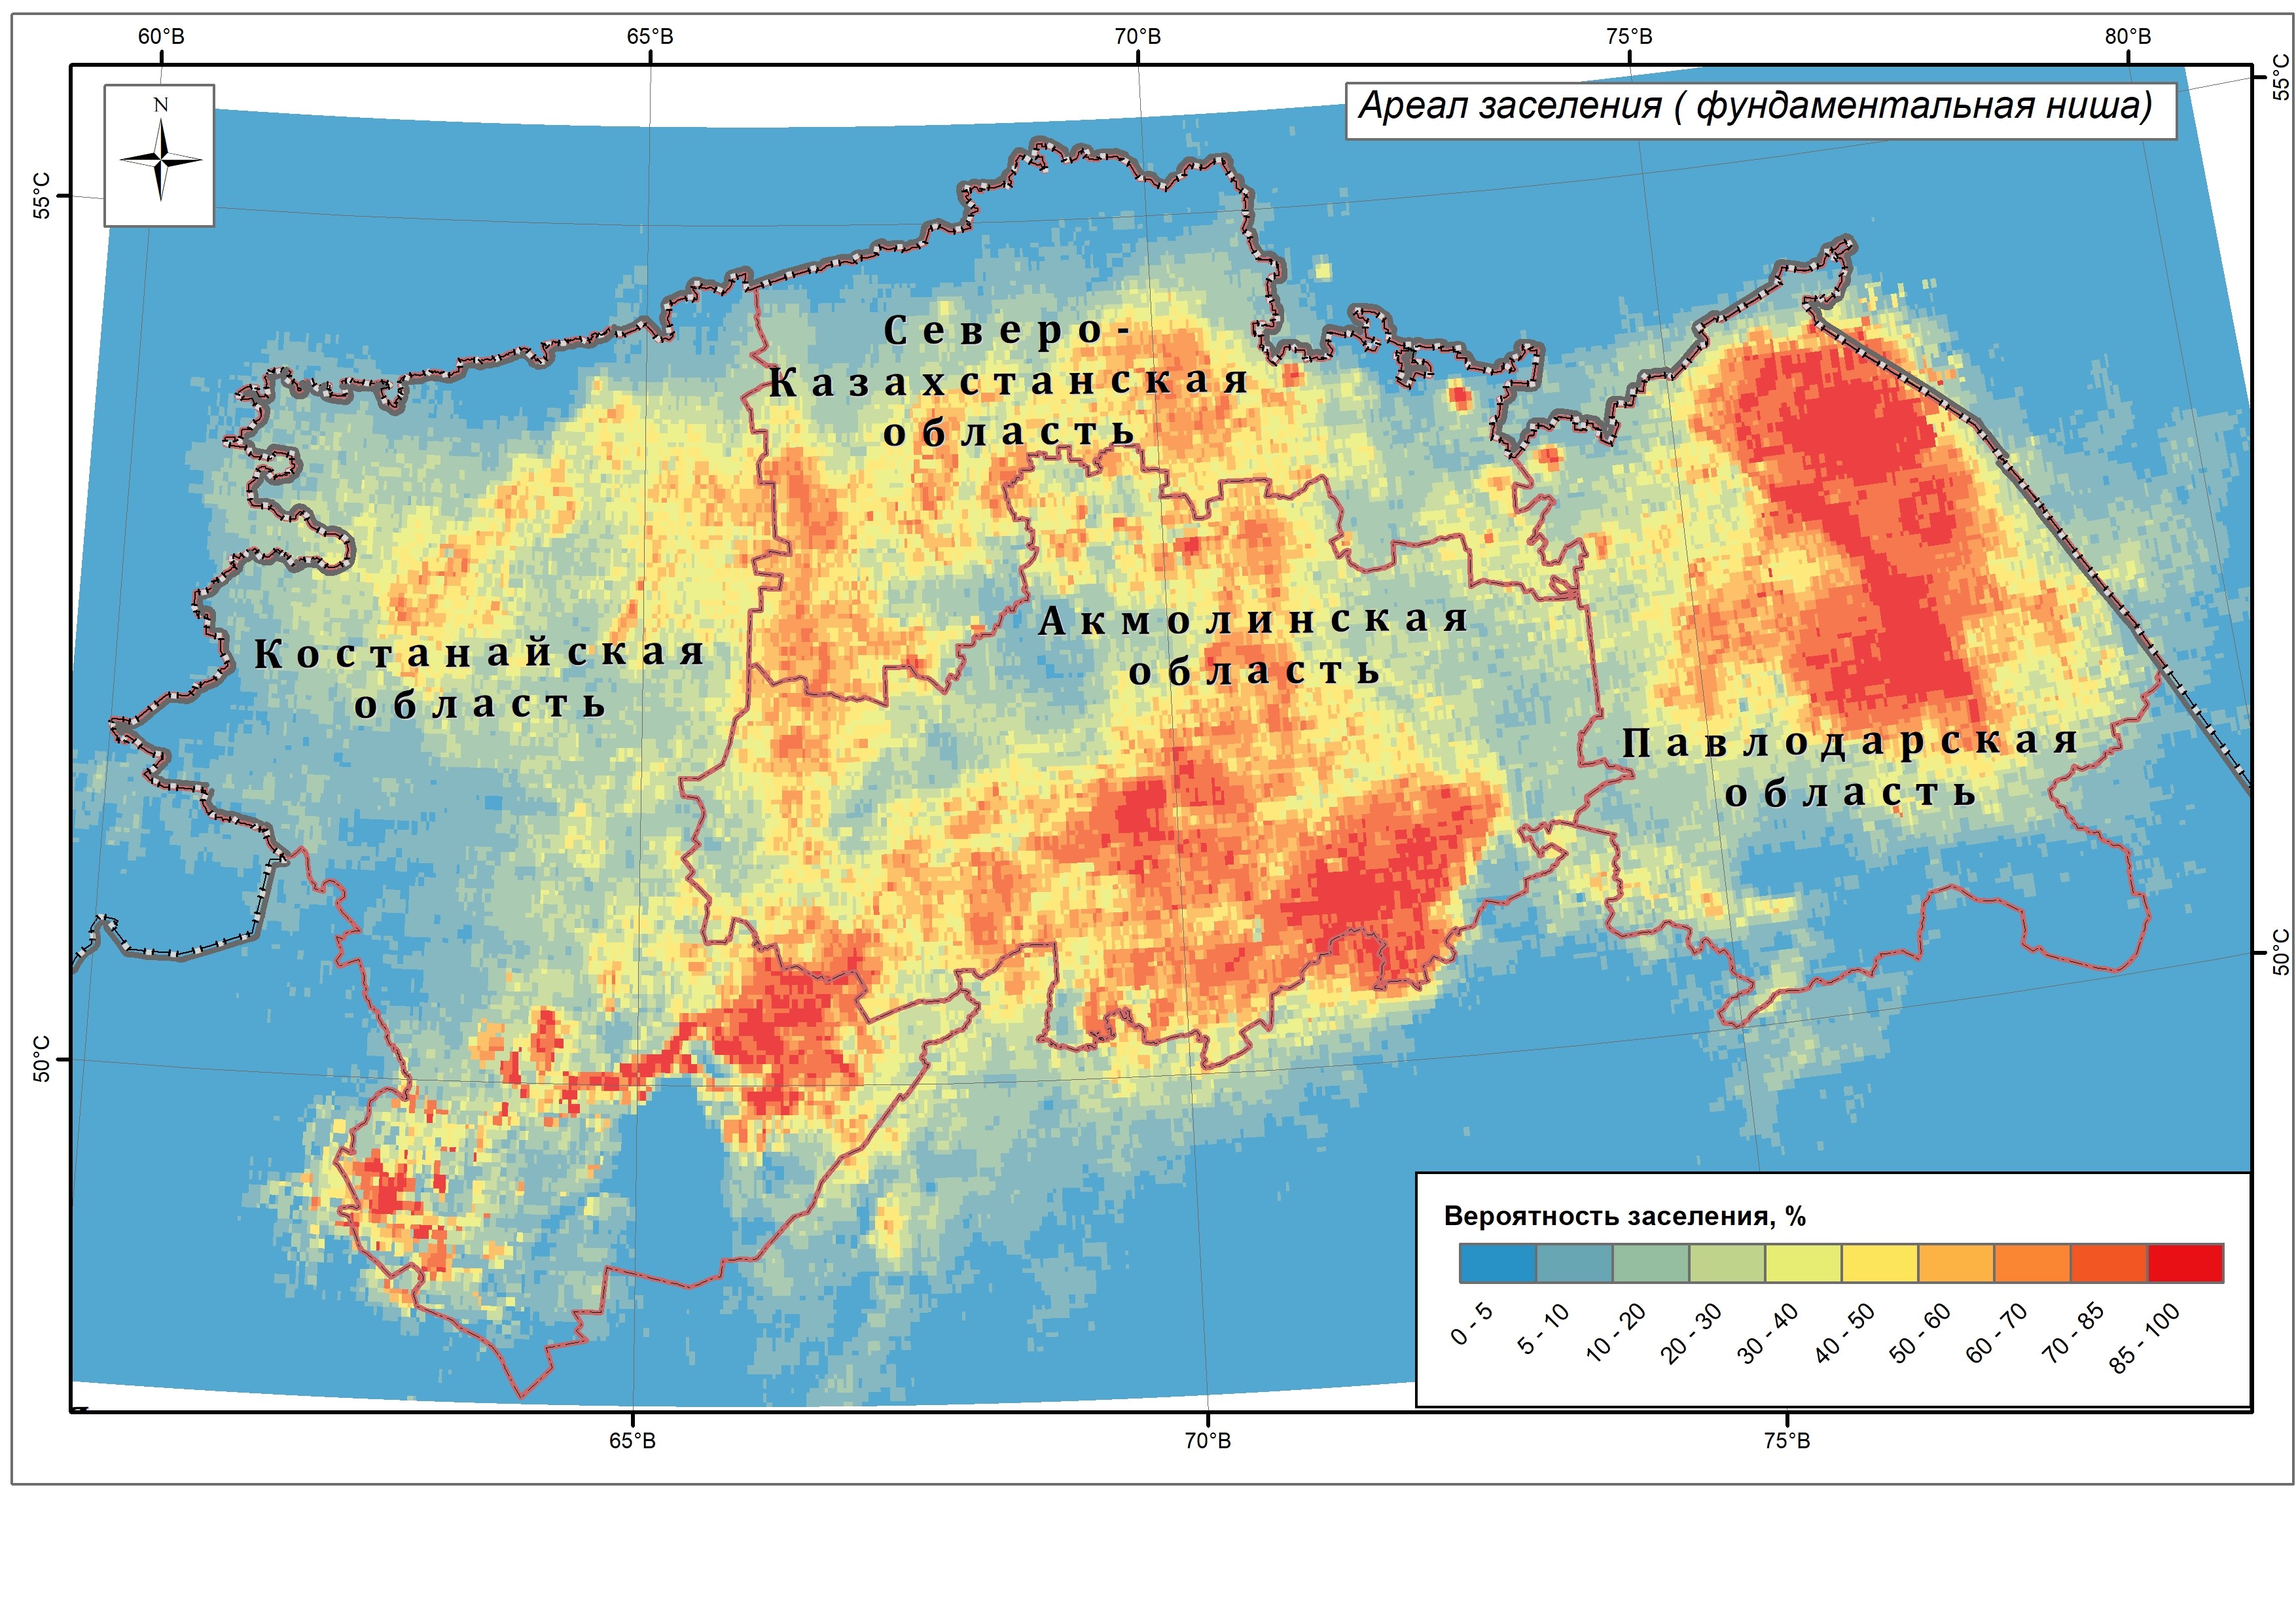 60°В 65°В 70°В 75°В 80°В
55°С
Ареал заселения ( фундаментальная ниша)
N
55°С
Северо-
Казахстанская
область
Акмолинская
область
Костанайская
область
Павлодарская
область
50°С
50°С
Вероятность заселения, %
0 - 5 5 - 10 10 - 20 20 - 30 30 - 40 40 - 50 50 - 60 60 - 70 70 - 85 85 - 100
65°В 70°В 75°В